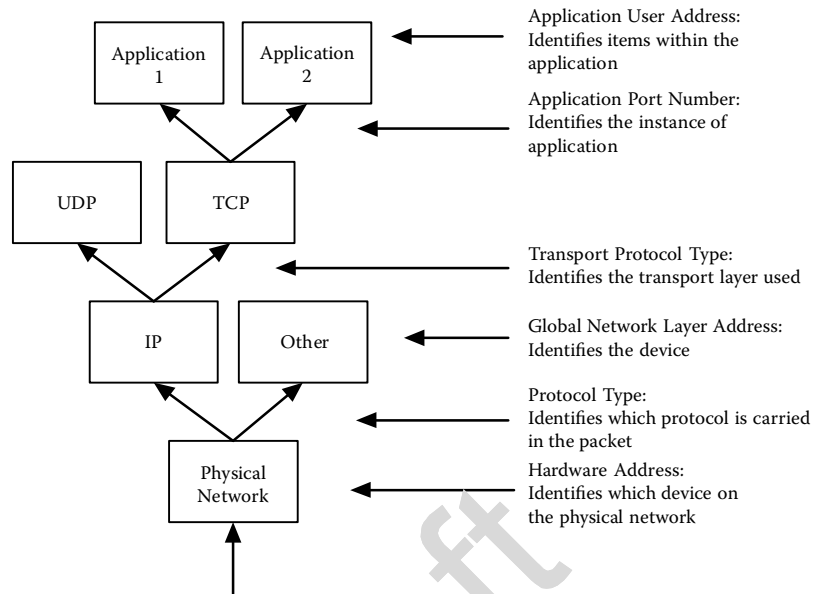 Application
1
Application
2
Application User Address:
Identifies items within the
application
Application Port Number:
Identifies the instance of
application
UDP
TCP
Transport Protocol Type:
Identifies the transport layer used
IP
Other
Global Network Layer Address:
Identifies the device
Protocol Type:
Identifies which protocol is carried
in the packet
Physical
Network
Hardware Address:
Identifies which device on
the physical network
ft